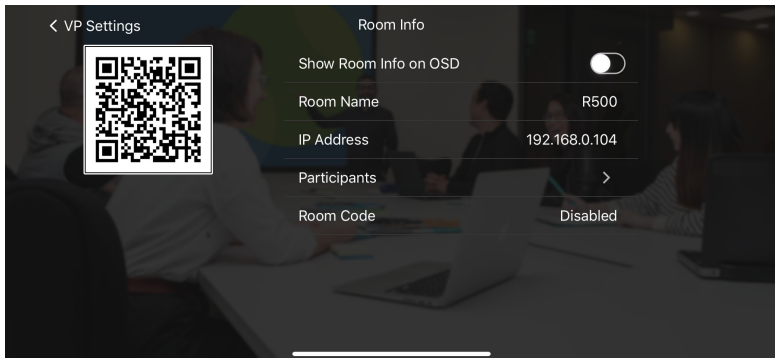 VP Settings
Room Info
Show Room Info on OSD
Room Name R500
IP Address 192.168.0.104
Participants
Room Code Disabled